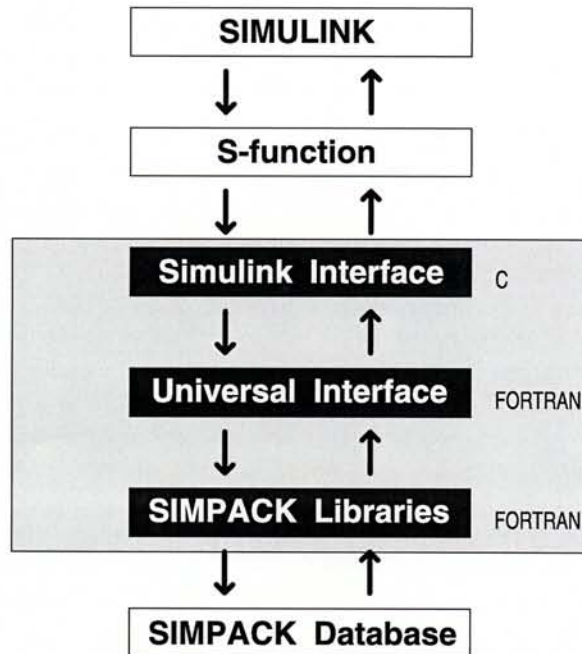 SIMULINK
S-function
Simulink Interface C
Universal Interface FORTRAN
SIMPACK Libraries FORTRAN
SIMPACK Database